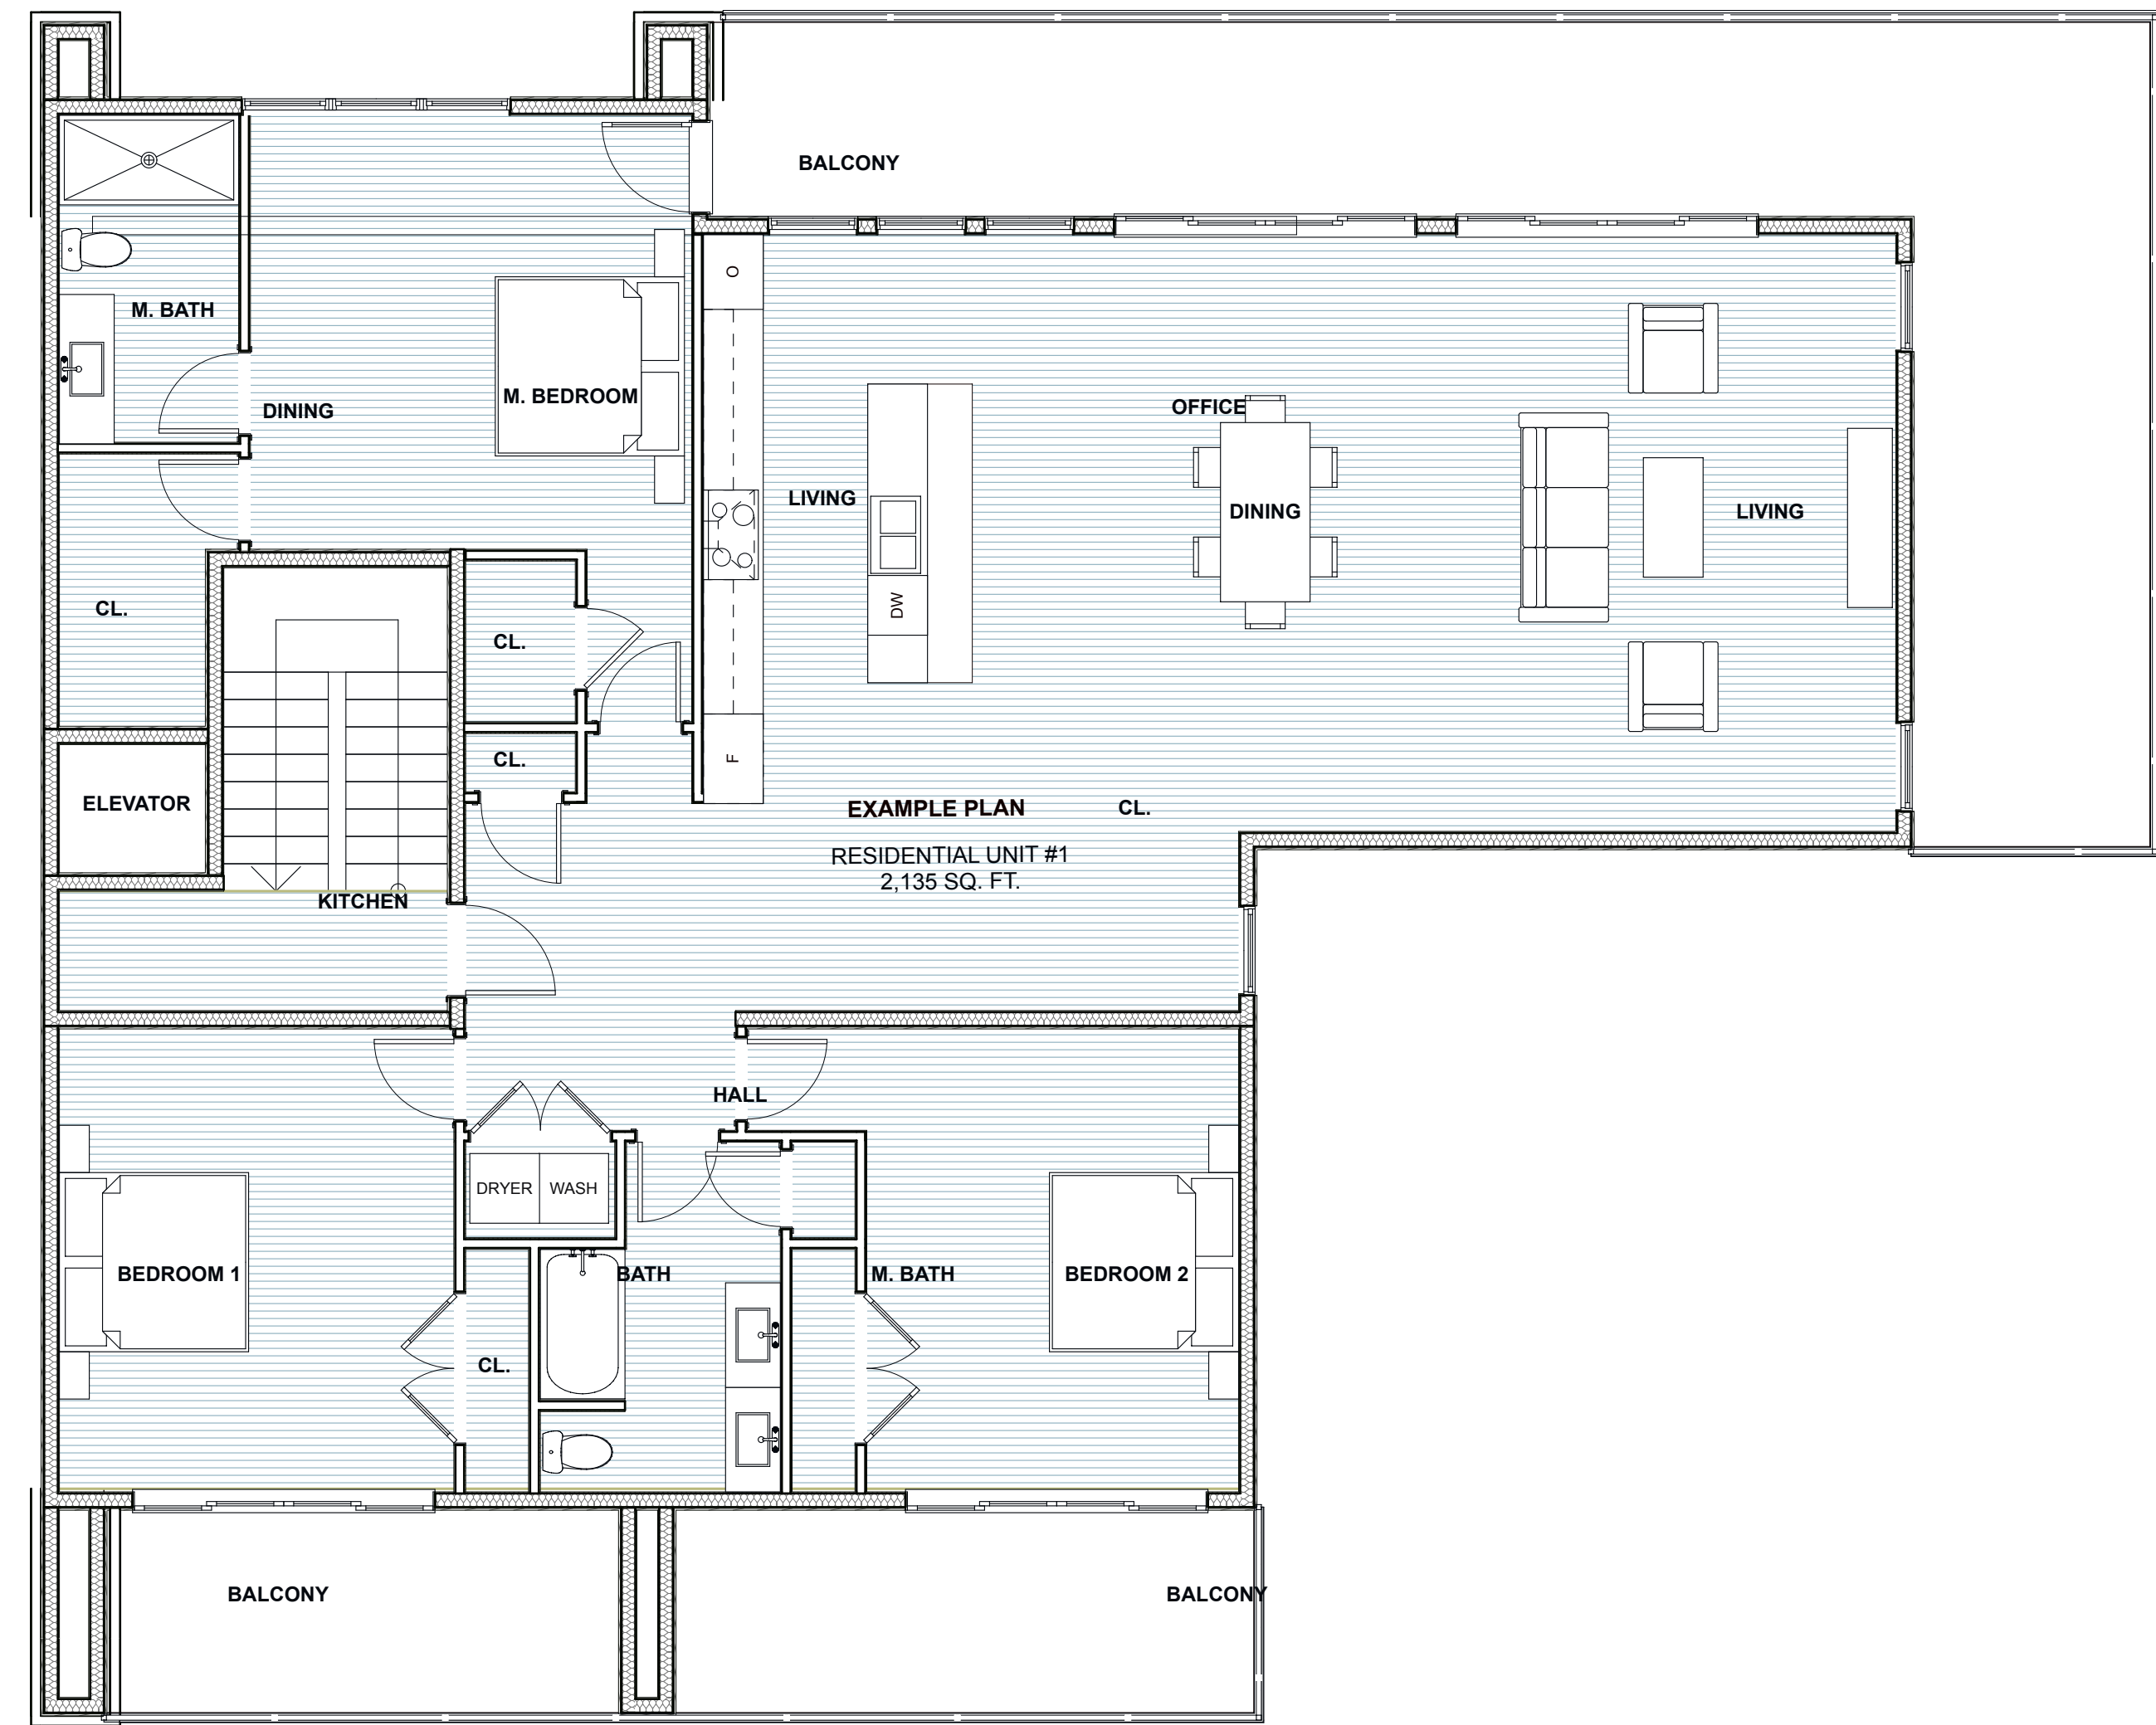 BALCONY
O
M. BATH
M. BEDROOM
DINING
OFFICE
LIVING
DINING
LIVING
DW
CL.
CL.
CL.
F
ELEVATOR
EXAMPLE PLAN
CL.
RESIDENTIAL UNIT #1
2,135 SQ. FT.
KITCHEN
HALL
DRYER
WASH
BEDROOM 1
BATH
M. BATH
BEDROOM 2
CL.
BALCONY
BALCONY